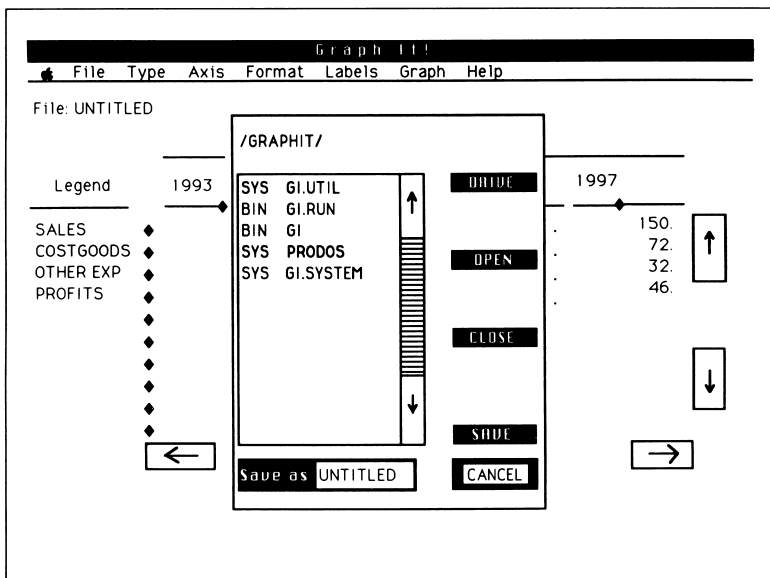 Graph It!
File Type Axis Format Labels Graph Help
File: UNTITLED
/GRAPHIT/
Legend 1993 1997
SYS GI.UTIL
BIN GI.RUN
BIN GI
SYS PRODOS
SYS GI.SYSTEM
DRIVE
OPEN
CLOSE
SAVE
CANCEL
Save as UNTITLED
SALES 150.
COSTGOODS 72.
OTHER EXP 32.
PROFITS 46.